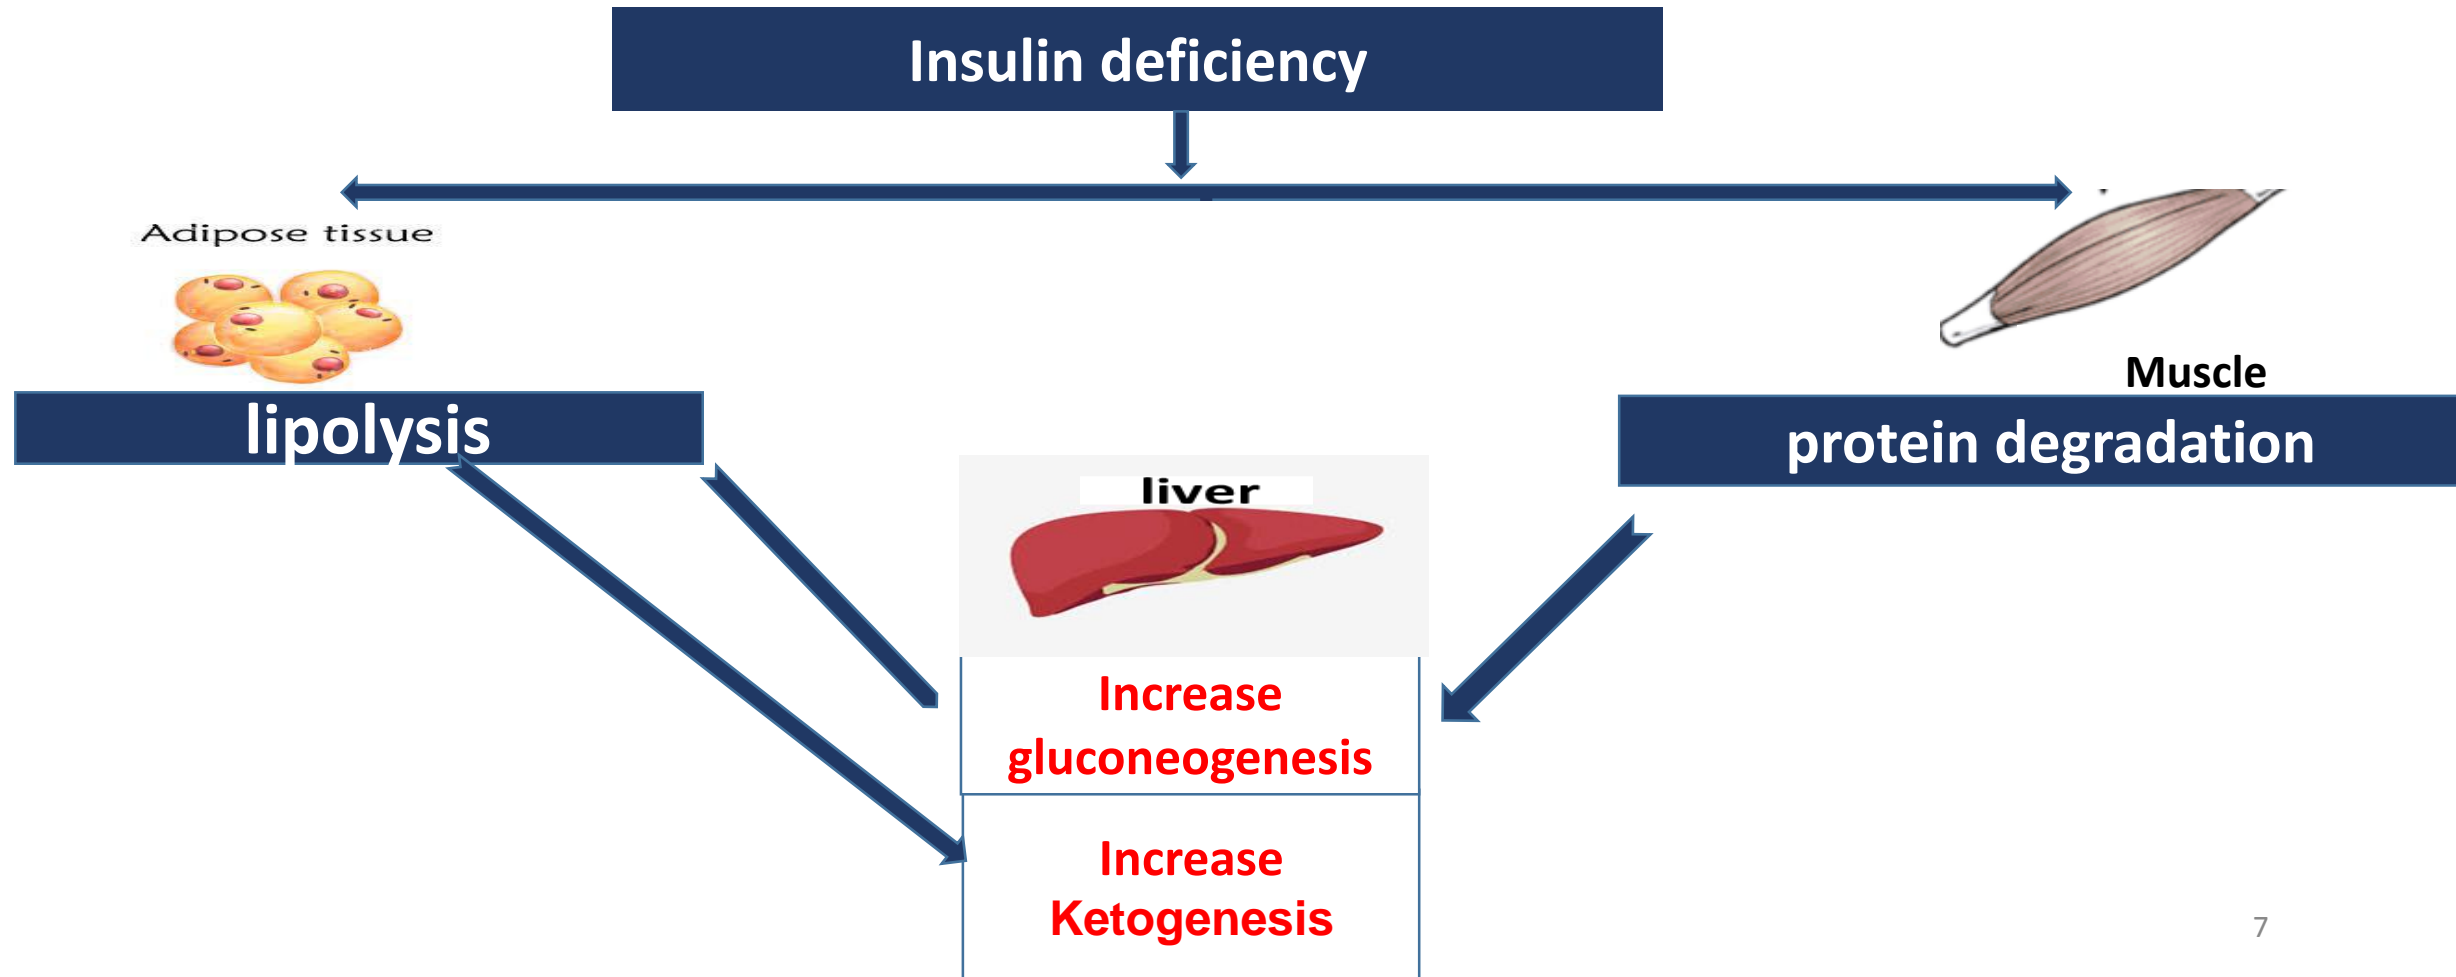 Insulin deficiency
Adipose tissue
Muscle
lipolysis
protein degradation
liver
Increase
gluconeogenesis
Increase
Ketogenesis
7